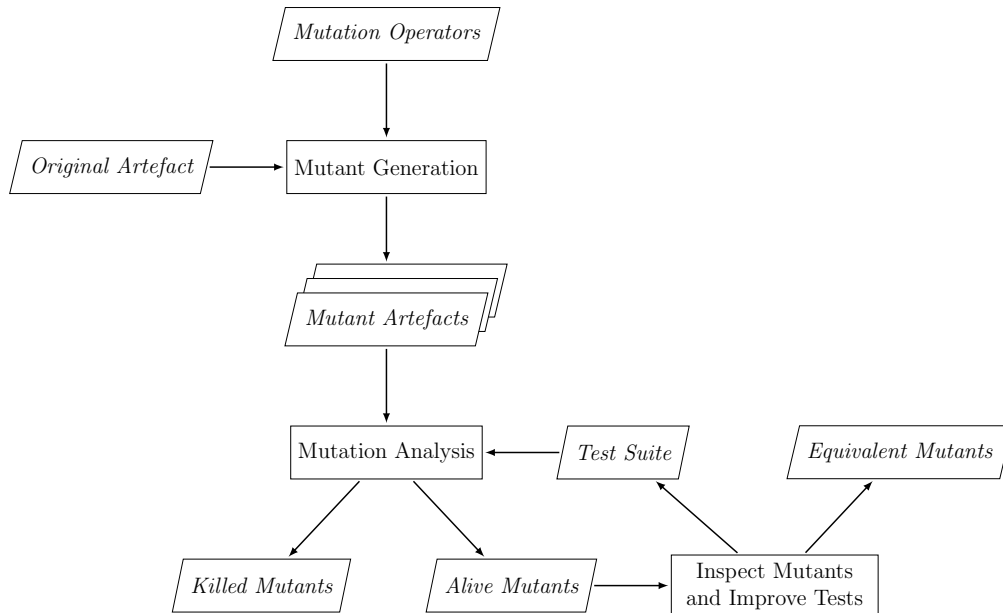 Mutation Operators
Original Artefact
Mutant Generation
Mutant Artefacts
Mutation Analysis
Test Suite
Equivalent Mutants
Killed Mutants
Alive Mutants
Inspect Mutants
and Improve Tests